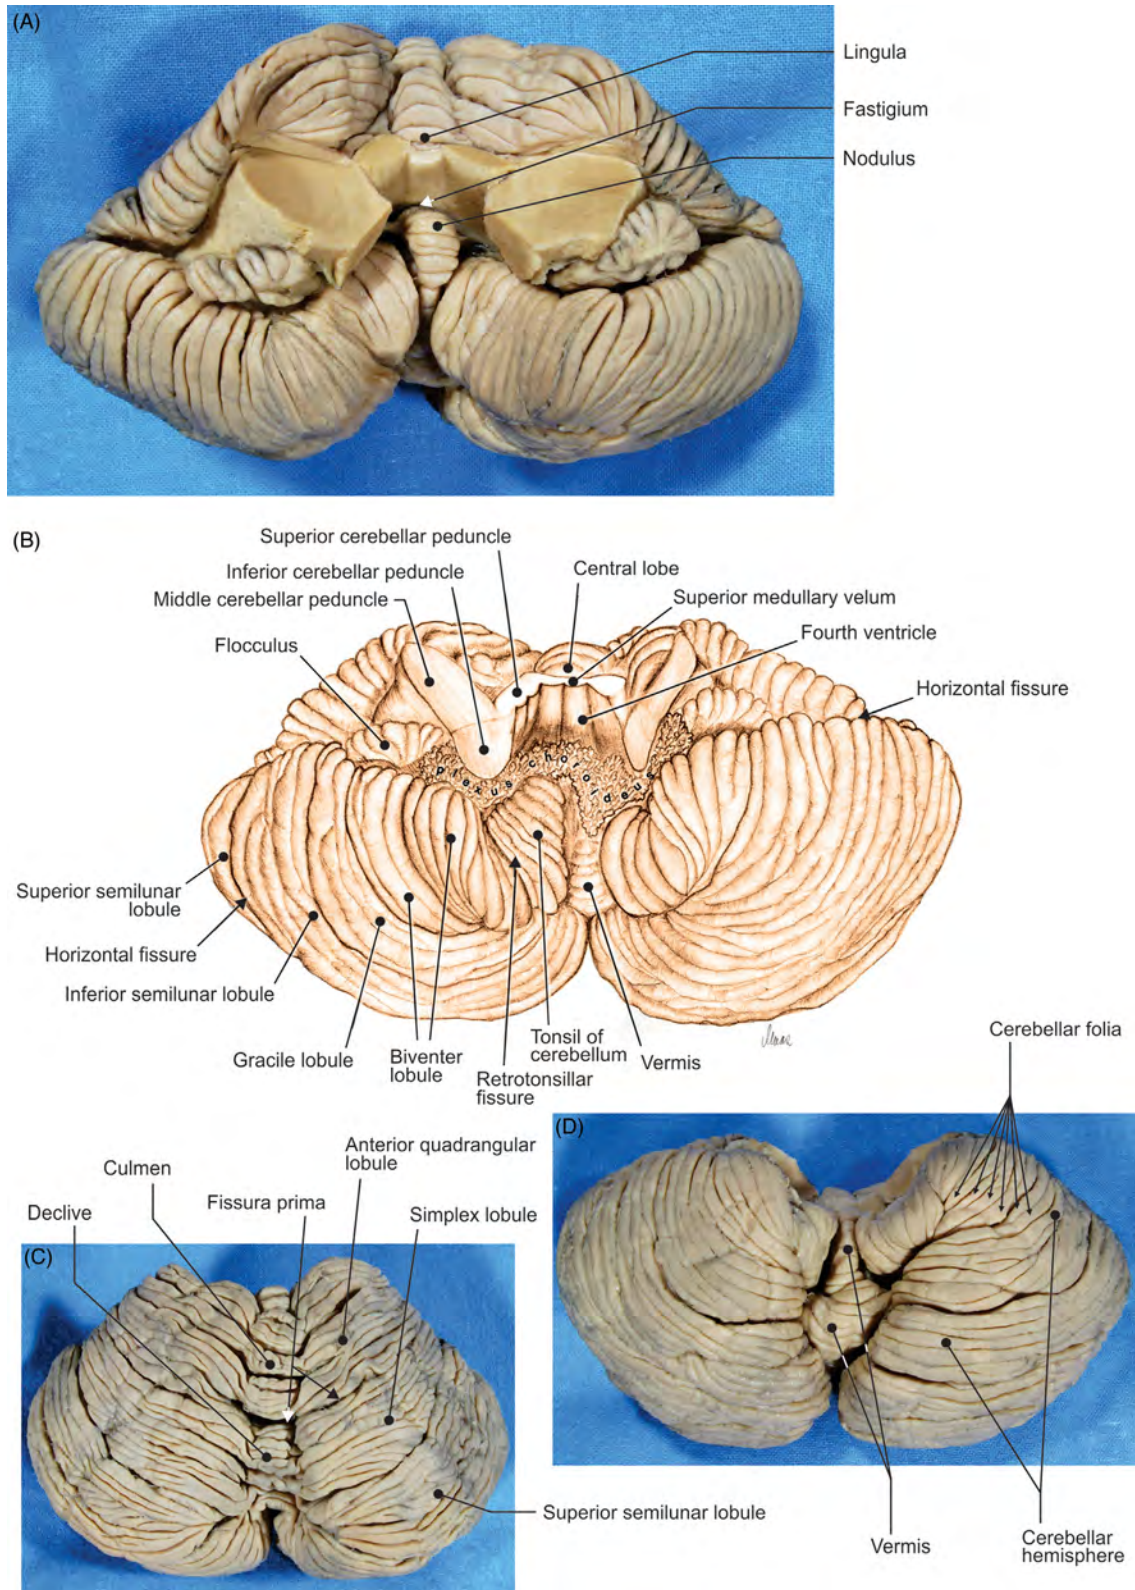 (A)
Lingula
Fastigium
Nodulus
(B)
Superior cerebellar peduncle
Inferior cerebellar peduncle
Middle cerebellar peduncle
Flocculus
Central lobe
Superior medullary velum
Fourth ventricle
Horizontal fissure
plexus choroideus
Superior semilunar
lobule
Horizontal fissure
Inferior semilunar lobule
Gracile lobule
Biventer
lobule
Retrotonsillar
fissure
Tonsil of
cerebellum
Vermis
Cerebellar folia
(C)
Declive
Culmen
Fissura prima
Anterior quadrangular
lobule
Simplex lobule
Superior semilunar lobule
(D)
Vermis
Cerebellar
hemisphere